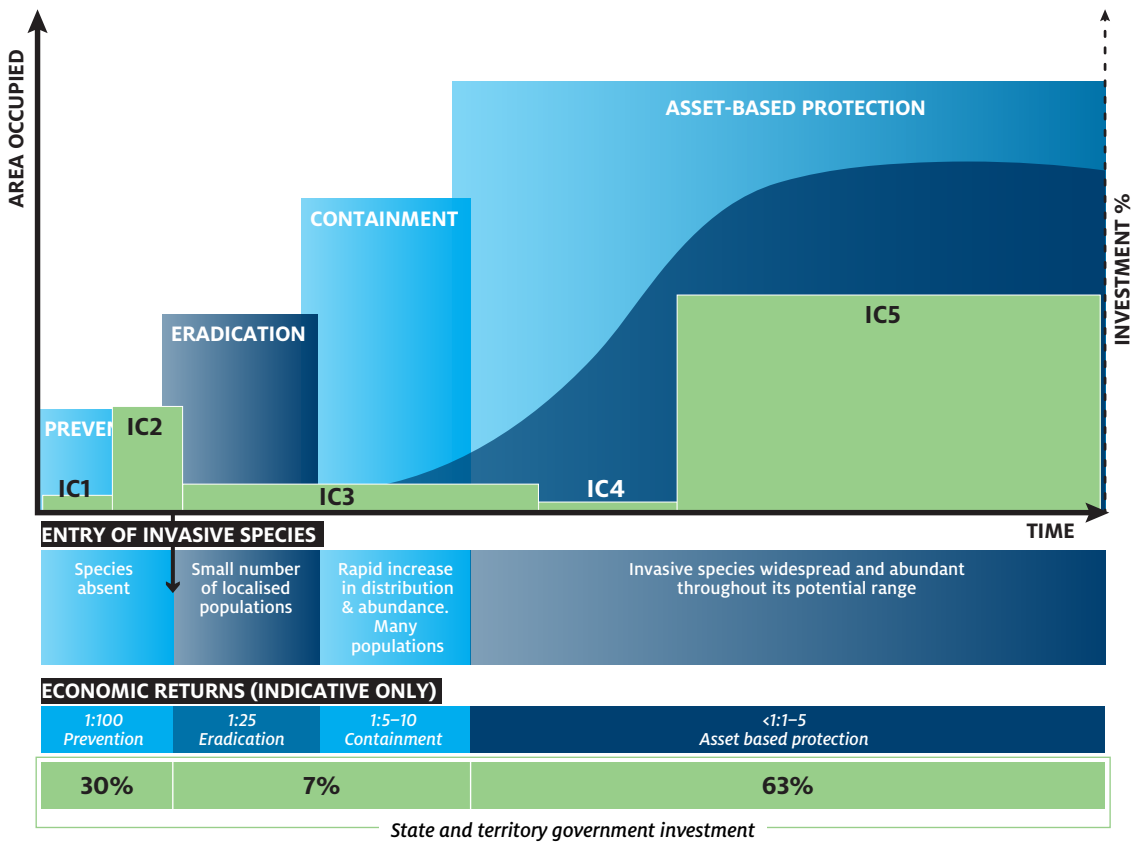 AREA OCCUPIED
ASSET-BASED PROTECTION
CONTAINMENT
ERADICATION
PREVEN
IC1
IC2
IC3
IC4
IC5
INVESTMENT %
TIME
ENTRY OF INVASIVE SPECIES
Species
absent
Small number
of localised
populations
Rapid increase
in distribution
& abundance.
Many
populations
Invasive species widespread and abundant
throughout its potential range
ECONOMIC RETURNS (INDICATIVE ONLY)
1:100
Prevention
1:25
Eradication
1:5–10
Containment
<1:1–5
Asset based protection
30%
7%
63%
State and territory government investment